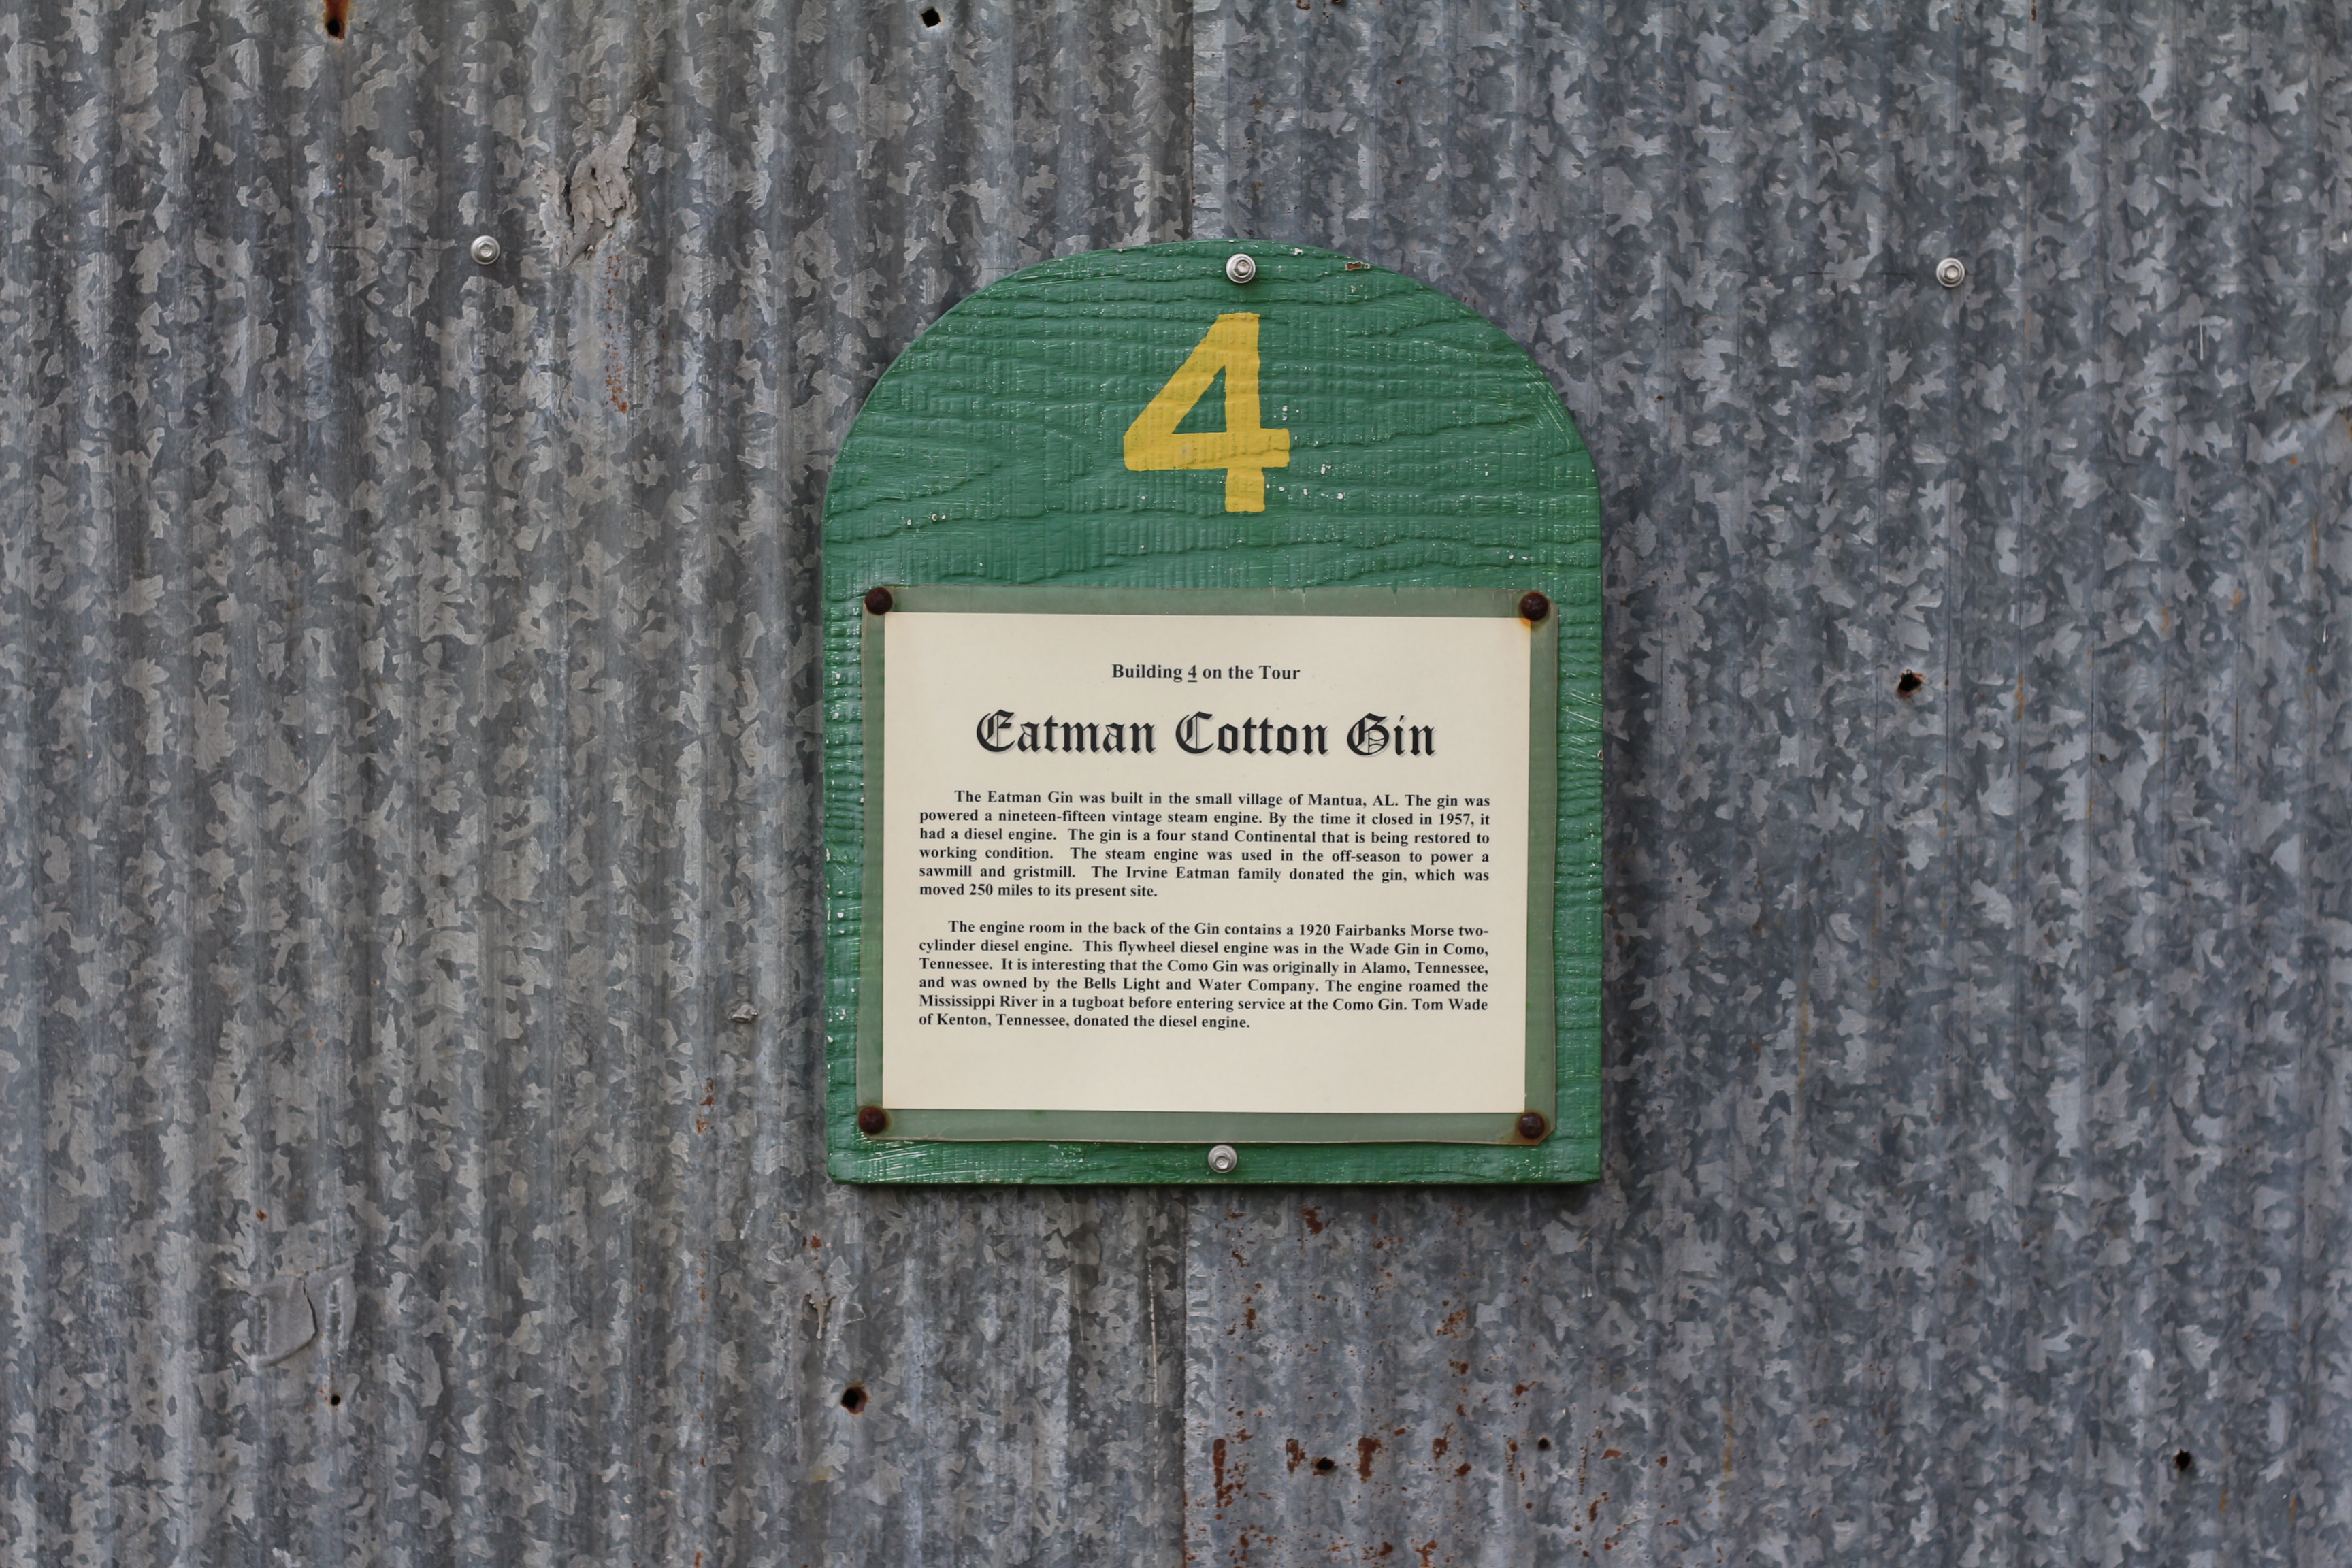 4
Building 4 on the Tour
Eatman Cotton Gin
The Eatman Gin was built in the small village of Mantua, AL. The gin was
powered a nineteen-fifteen vintage steam engine. By the time it closed in 1957, it
had a diesel engine. The gin is a four stand Continental that is being restored to
working condition. The steam engine was used in the off-season to power a
sawmill and gristmill. The Irvine Eatman family donated the gin, which was
moved 250 miles to its present site.
The engine room in the back of the Gin contains a 1920 Fairbanks Morse two-
cylinder diesel engine. This flywheel diesel engine was in the Wade Gin in Como,
Tennessee. It is interesting that the Como Gin was originally in Alamo, Tennessee,
and was owned by the Bells Light and Water Company. The engine roamed the
Mississippi River in a tugboat before entering service at the Como Gin. Tom Wade
of Kenton, Tennessee, donated the diesel engine.